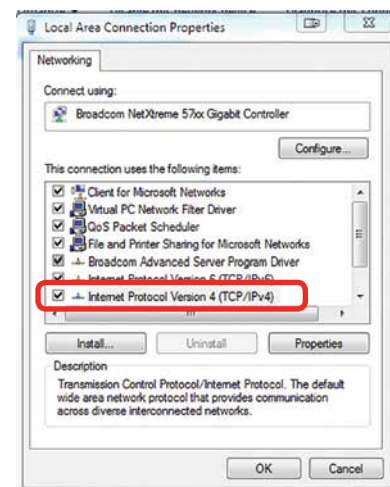 Local Area Connection Properties
Networking
Connect using:
Broadcom NetXtreme 57xx Gigabit Controller
Configure...
This connection uses the following items:
Client for Microsoft Networks
Virtual PC Network Filter Driver
QoS Packet Scheduler
File and Printer Sharing for Microsoft Networks
Broadcom Advanced Server Program Driver
Internet Protocol Version 6 (TCP/IPv6)
Internet Protocol Version 4 (TCP/IPv4)
Install...
Uninstall
Properties
Description
Transmission Control Protocol/Internet Protocol. The default
wide area network protocol that provides communication
across diverse interconnected networks.
OK
Cancel